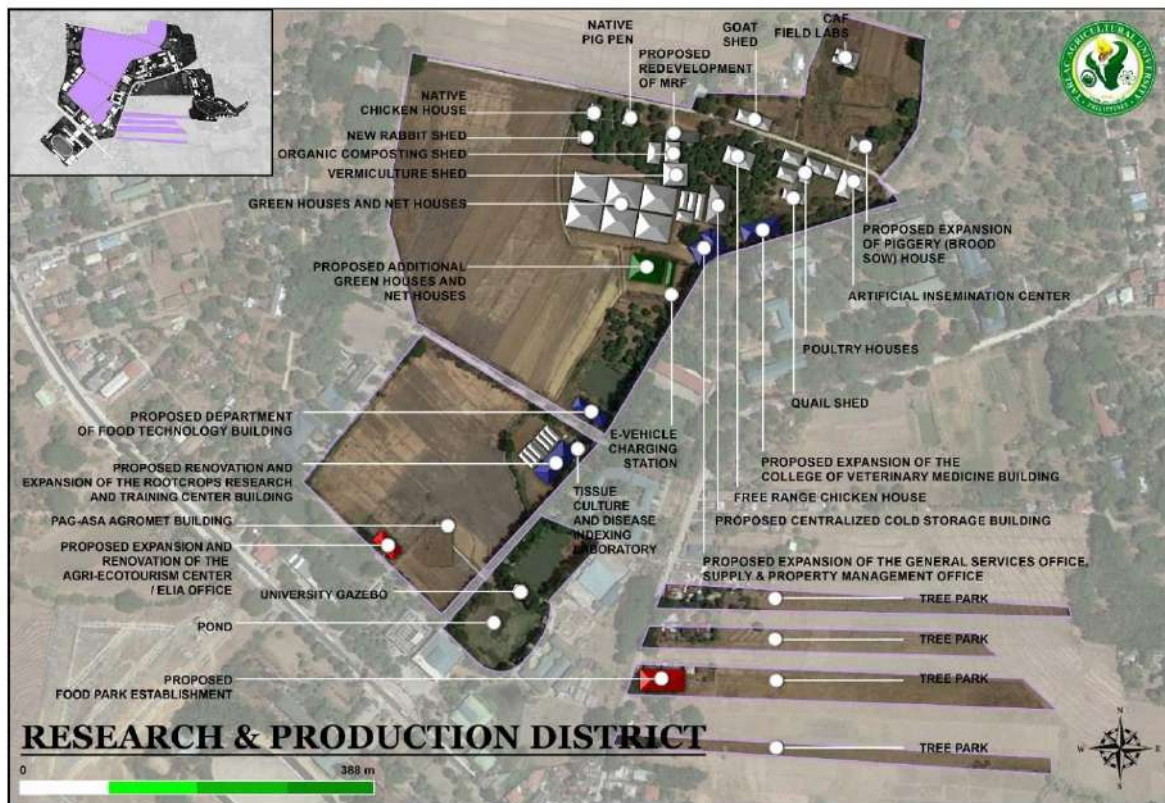 NATIVE
PIG PEN
PROPOSED
REDEVELOPMENT
OF MRF
GOAT
SHED
CAF
FIELD LABS
TARLAC AGRICULTURAL UNIVERSITY
PHILIPPINES
NATIVE
CHICKEN HOUSE
NEW RABBIT SHED
ORGANIC COMPOSTING SHED
VERMICULTURE SHED
GREEN HOUSES AND NET HOUSES
PROPOSED ADDITIONAL
GREEN HOUSES AND
NET HOUSES
PROPOSED EXPANSION
OF PIGGERY (BROOD
SOW) HOUSE
ARTIFICIAL INSEMINATION CENTER
POULTRY HOUSES
QUAIL SHED
PROPOSED DEPARTMENT
OF FOOD TECHNOLOGY BUILDING
E-VEHICLE
CHARGING
STATION
PROPOSED EXPANSION OF THE
COLLEGE OF VETERINARY MEDICINE BUILDING
PROPOSED RENOVATION AND
EXPANSION OF THE ROOTCROPS RESEARCH
AND TRAINING CENTER BUILDING
TISSUE
CULTURE
AND DISEASE
INDEXING
LABORATORY
FREE RANGE CHICKEN HOUSE
PROPOSED CENTRALIZED COLD STORAGE BUILDING
PAG-ASA AGROMET BUILDING
PROPOSED EXPANSION AND
RENOVATION OF THE
AGRI-ECOTOURISM CENTER
/ ELIA OFFICE
PROPOSED EXPANSION OF THE GENERAL SERVICES OFFICE,
SUPPLY & PROPERTY MANAGEMENT OFFICE
UNIVERSITY GAZEBO
TREE PARK
POND
TREE PARK
PROPOSED
FOOD PARK ESTABLISHMENT
TREE PARK
RESEARCH & PRODUCTION DISTRICT
TREE PARK
0
388 m
N
W
E
S